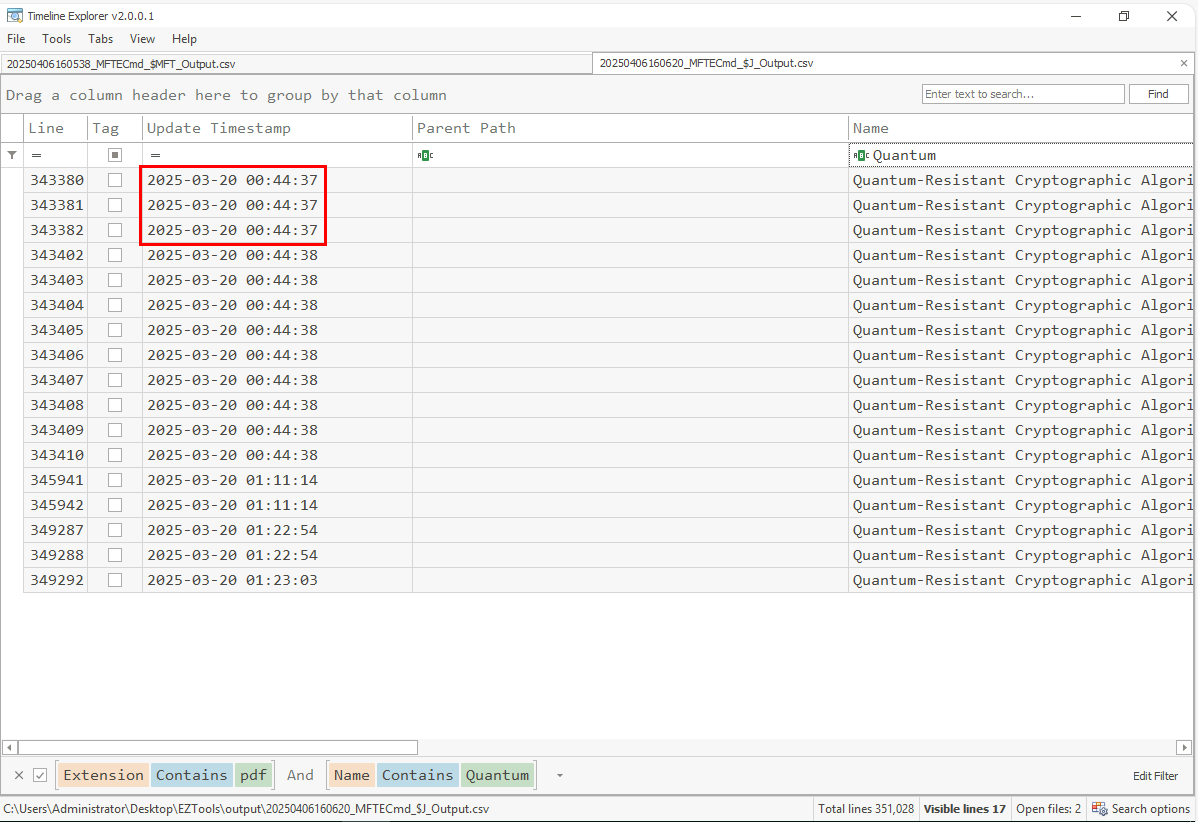 Timeline Explorer v2.0.0.1
File Tools Tabs View Help
20250406160538_MFTECmd_$MFT_Output.csv 20250406160620_MFTECmd_$J_Output.csv
Drag a column header here to group by that column Enter text to search... Find
Line Tag Update Timestamp Parent Path Name
= = Quantum
343380 2025-03-20 00:44:37 Quantum-Resistant Cryptographic Algori
343381 2025-03-20 00:44:37 Quantum-Resistant Cryptographic Algori
343382 2025-03-20 00:44:37 Quantum-Resistant Cryptographic Algori
343402 2025-03-20 00:44:38 Quantum-Resistant Cryptographic Algori
343403 2025-03-20 00:44:38 Quantum-Resistant Cryptographic Algori
343404 2025-03-20 00:44:38 Quantum-Resistant Cryptographic Algori
343405 2025-03-20 00:44:38 Quantum-Resistant Cryptographic Algori
343406 2025-03-20 00:44:38 Quantum-Resistant Cryptographic Algori
343407 2025-03-20 00:44:38 Quantum-Resistant Cryptographic Algori
343408 2025-03-20 00:44:38 Quantum-Resistant Cryptographic Algori
343409 2025-03-20 00:44:38 Quantum-Resistant Cryptographic Algori
343410 2025-03-20 00:44:38 Quantum-Resistant Cryptographic Algori
345941 2025-03-20 01:11:14 Quantum-Resistant Cryptographic Algori
345942 2025-03-20 01:11:14 Quantum-Resistant Cryptographic Algori
349287 2025-03-20 01:22:54 Quantum-Resistant Cryptographic Algori
349288 2025-03-20 01:22:54 Quantum-Resistant Cryptographic Algori
349292 2025-03-20 01:23:03 Quantum-Resistant Cryptographic Algori
Extension Contains pdf And Name Contains Quantum Edit Filter
C:\Users\Administrator\Desktop\EZTools\output\20250406160620_MFTECmd_$J_Output.csv Total lines 351,028 Visible lines 17 Open files: 2 Search options